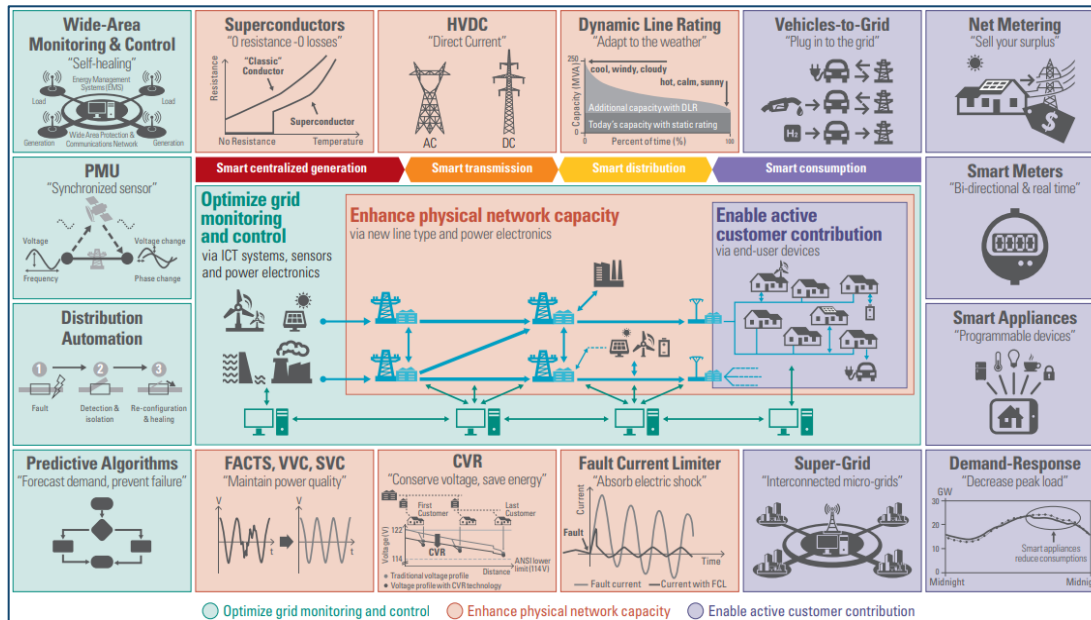 Wide-Area
Monitoring & Control
"Self-healing"
Energy Management
Systems (EMS)
Load
Load
Generation
Wide Area Protection &
Communications Network
Generation
Superconductors
"0 resistance -0 losses"
Resistance
"Classic"
Conductor
Superconductor
No Resistance
Temperature
HVDC
"Direct Current"
AC
DC
Dynamic Line Rating
"Adapt to the weather"
Capacity (MVA)
250
0
cool, windy, cloudy
hot, calm, sunny
Additional capacity with DLR
Today's capacity with static rating
0
Percent of time (%)
100
Vehicles-to-Grid
"Plug in to the grid"
H2
Net Metering
"Sell your surplus"
$
PMU
"Synchronized sensor"
Voltage
Frequency
Voltage change
Phase change
Smart centralized generation
Smart transmission
Smart distribution
Smart consumption
Optimize grid
monitoring
and control
via ICT systems, sensors
and power electronics
Enhance physical network capacity
via new line type and power electronics
Enable active
customer contribution
via end-user devices
Smart Meters
"Bi-directional & real time"
0000
Distribution
Automation
1
2
3
Fault
Detection &
isolation
Re-configuration
& healing
Smart Appliances
"Programmable devices"
Predictive Algorithms
"Forecast demand, prevent failure"
FACTS, VVC, SVC
"Maintain power quality"
V
t
V
t
CVR
"Conserve voltage, save energy"
First
Customer
Last
Customer
Voltage (V)
122
114
CVR
ANSI lower
limit (114V)
Distance
Traditional voltage profile
Voltage profile with CVR technology
Fault Current Limiter
"Absorb electric shock"
Current
Fault
Time
Fault current
Current with FCL
Super-Grid
"Interconnected micro-grids"
Demand-Response
"Decrease peak load"
GW
30
20
10
0
Smart appliances
reduce consumptions
Midnight
Midnight
Optimize grid monitoring and control
Enhance physical network capacity
Enable active customer contribution